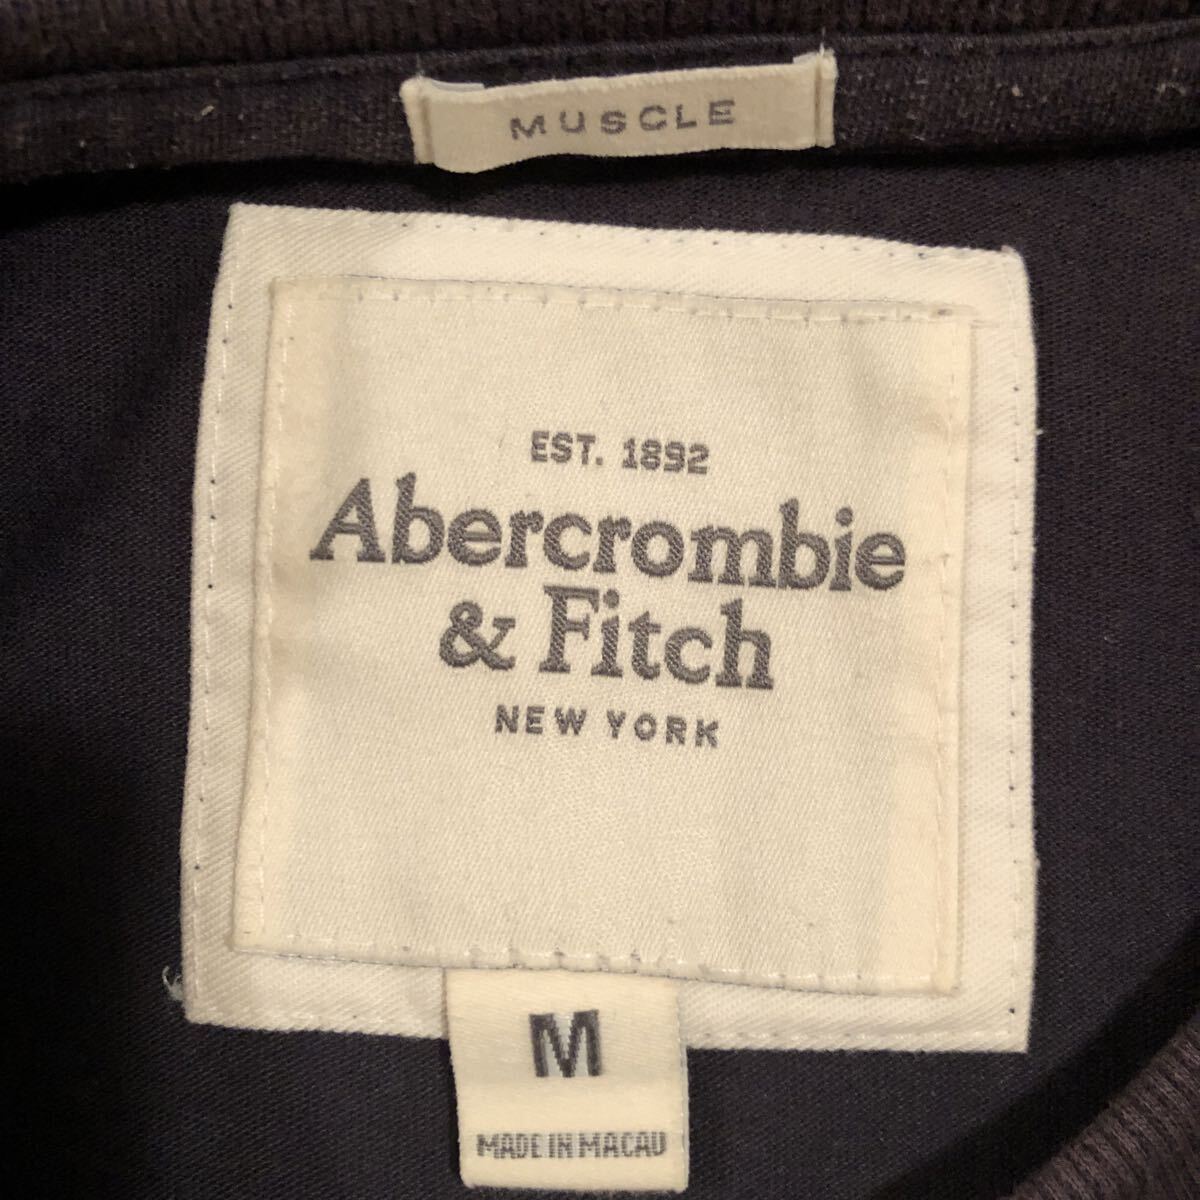 MUSCLE
EST. 1892
Abercrombie
& Fitch
NEW YORK
M
MADE IN MACAU